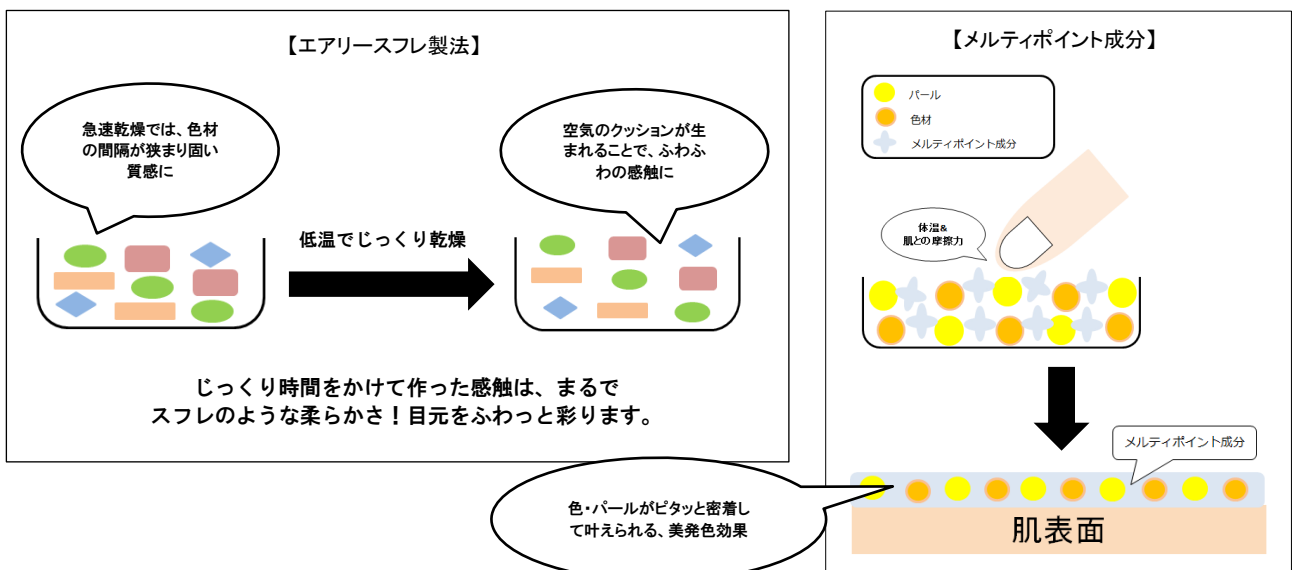 【エアリースフレ製法】
急速乾燥では、色材
の間隔が狭まり固い
質感に
空気のクッションが生
まれることで、ふわふ
わの感触に
低温でじっくり乾燥
じっくり時間をかけて作った感触は、まるで
スフレのような柔らかさ！目元をふわっと彩ります。
【メルティポイント成分】
パール
色材
メルティポイント成分
体温&
肌との摩擦力
メルティポイント成分
色・パールがピタッと密着し
て叶えられる、美発色効果
肌表面